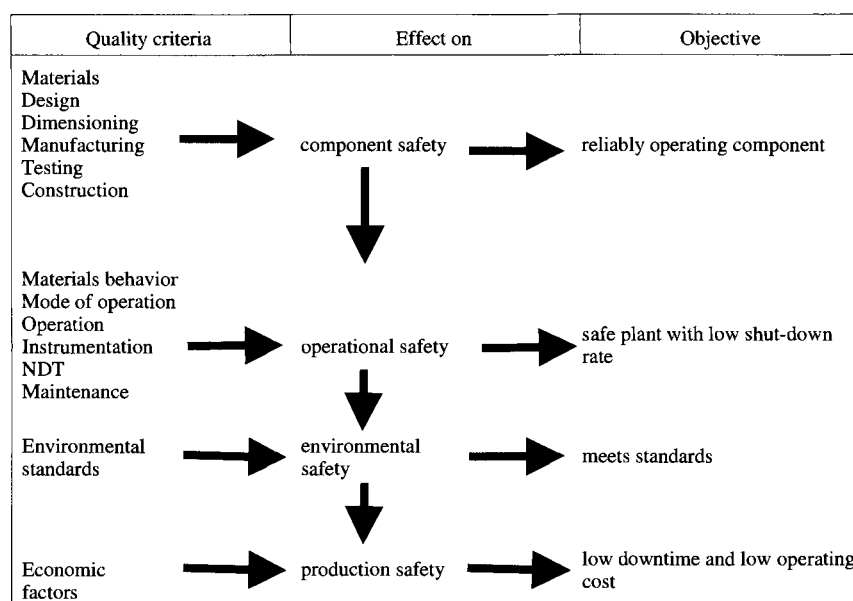 Quality criteria
Effect on
Objective
Materials
Design
Dimensioning
Manufacturing
Testing
Construction
component safety
reliably operating component
Materials behavior
Mode of operation
Operation
Instrumentation
NDT
Maintenance
operational safety
safe plant with low shut-down
rate
Environmental
standards
environmental
safety
meets standards
Economic
factors
production safety
low downtime and low operating
cost